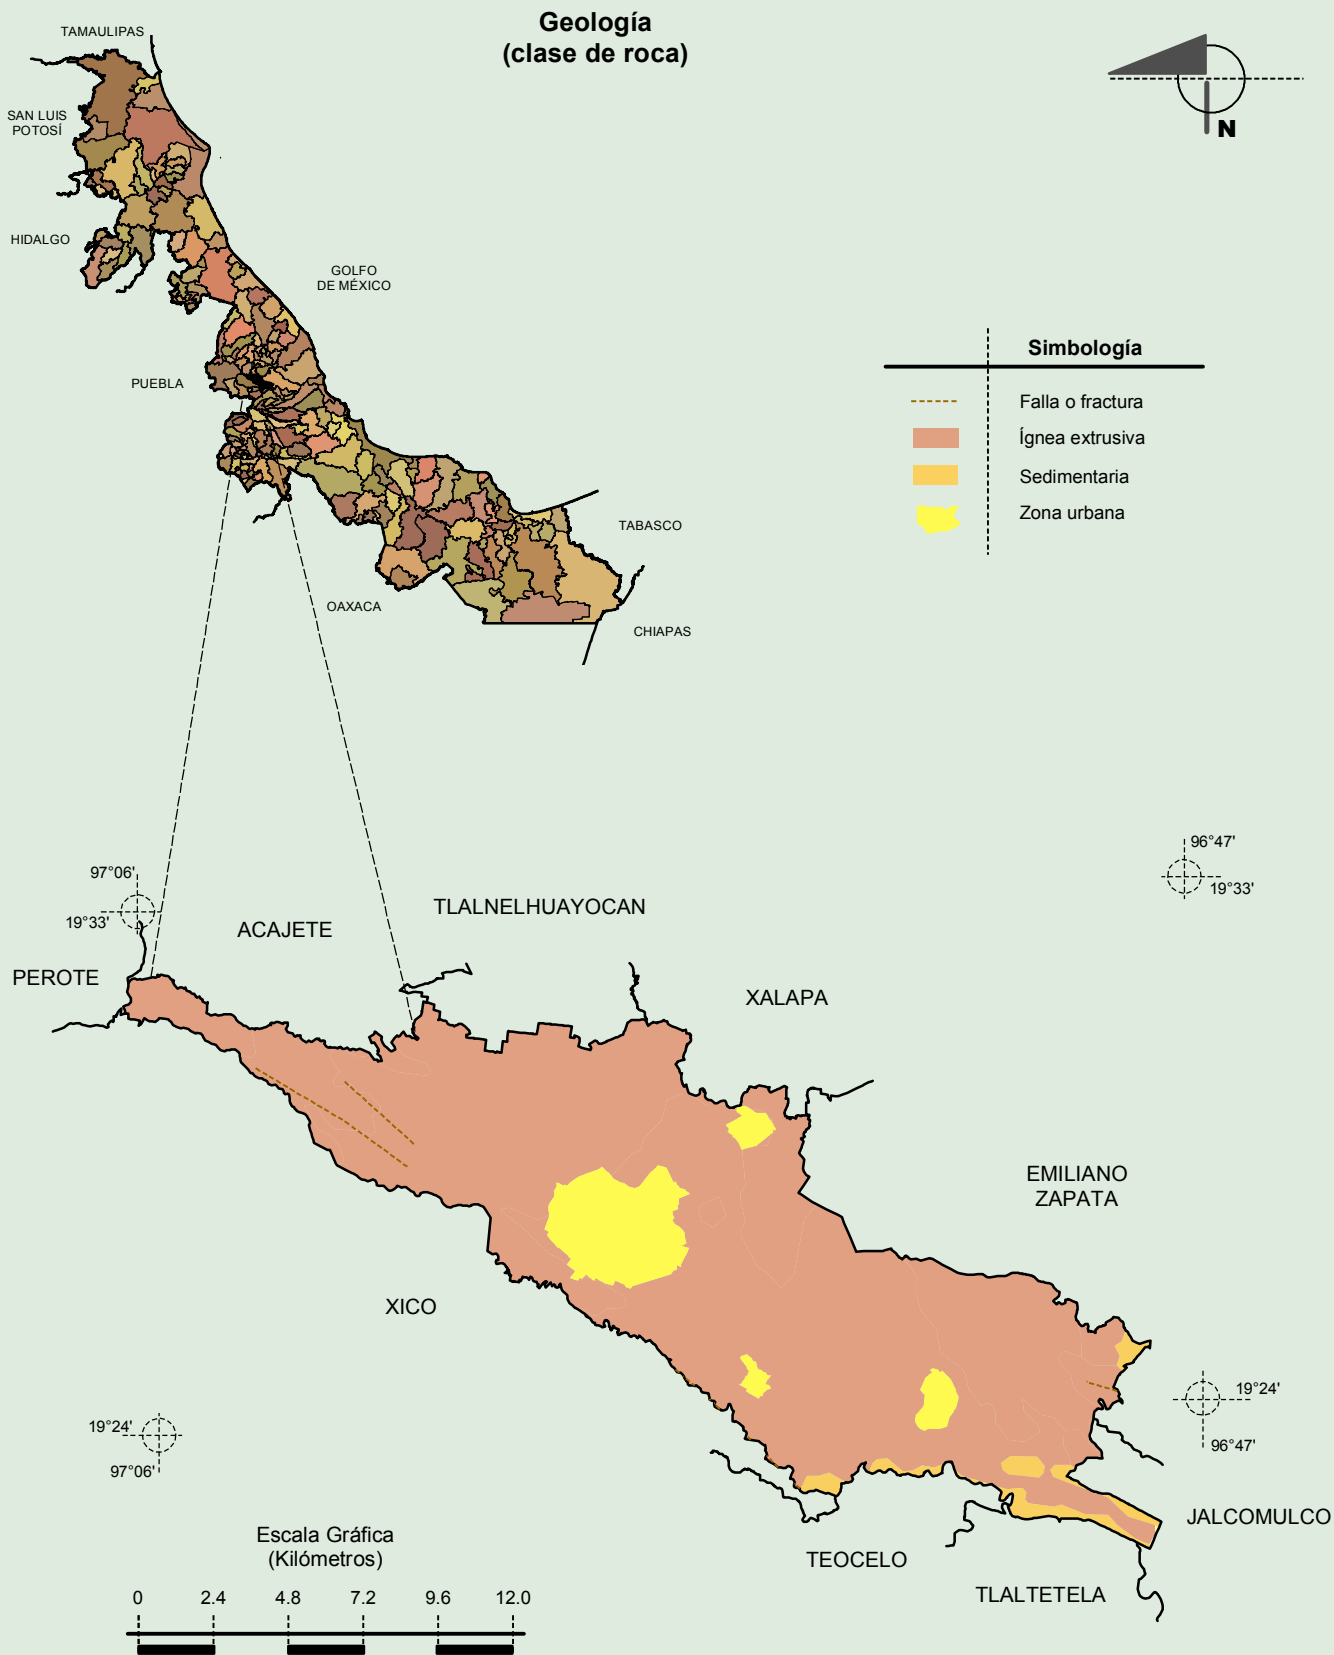 Geología
(clase de roca)
TAMAULIPAS
SAN LUIS
POTOSÍ
HIDALGO
GOLFO
DE MÉXICO
PUEBLA
TABASCO
OAXACA
CHIAPAS
N
Simbología
Falla o fractura
Ígnea extrusiva
Sedimentaria
Zona urbana
97°06'
19°33'
96°47'
19°33'
PEROTE
ACAJETE
TLALNELHUAYOCAN
XALAPA
EMILIANO
ZAPATA
XICO
19°24'
97°06'
19°24'
96°47'
JALCOMULCO
TEOCELO
TLALTETELA
Escala Gráfica
(Kilómetros)
0 2.4 4.8 7.2 9.6 12.0